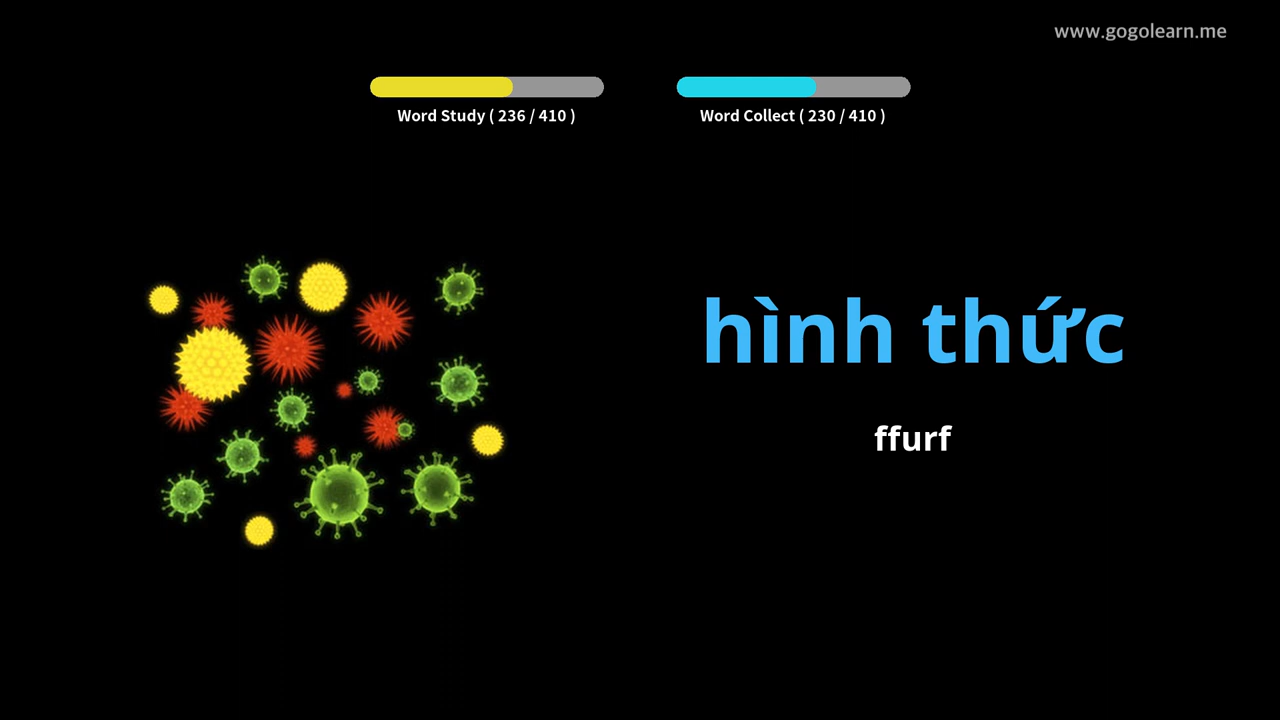 www.gogolearn.me
Word Study ( 236 / 410 )
Word Collect ( 230 / 410 )
hình thức
ffurf